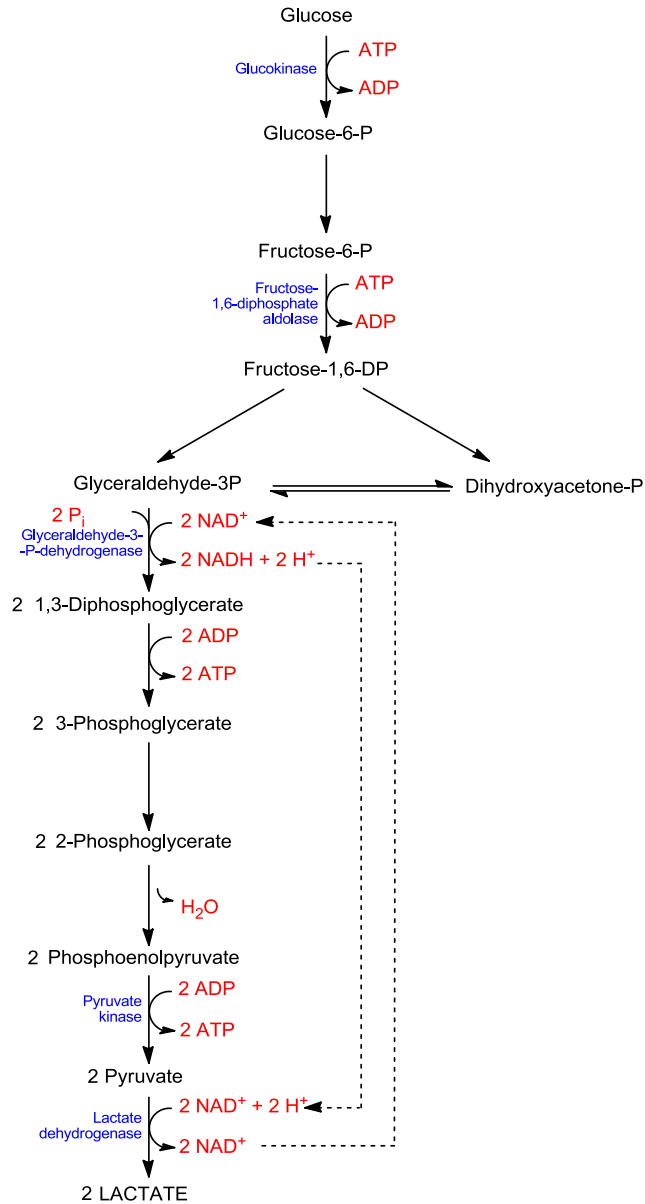 Glucose
ATP
Glucokinase
ADP
Glucose-6-P
Fructose-6-P
ATP
Fructose-
1,6-diphosphate
aldolase
ADP
Fructose-1,6-DP
Glyceraldehyde-3P
Dihydroxyacetone-P
2 Pi
2 NAD+
Glyceraldehyde-3-
-P-dehydrogenase
2 NADH + 2 H+
2 1,3-Diphosphoglycerate
2 ADP
2 ATP
2 3-Phosphoglycerate
2 2-Phosphoglycerate
H2O
2 Phosphoenolpyruvate
2 ADP
Pyruvate
kinase
2 ATP
2 Pyruvate
2 NAD+ + 2 H+
Lactate
dehydrogenase
2 NAD+
2 LACTATE